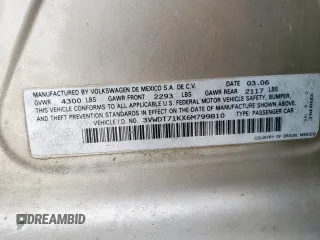 MANUFACTURED BY VOLKSWAGEN DE MEXICO S.A. DE C.V. 03.06
GVWR 4300 LBS GAWR FRONT 2293 LBS GAWR REAR 2117 LBS
THIS VEHICLE CONFORMS TO ALL APPLICABLE U.S. FEDERAL MOTOR VEHICLE SAFETY, BUMPER,
AND THEFT PREVENTION STANDARDS IN EFFECT ON THE DATE OF MANUFACTURE SHOWN ABOVE.
VEHICLE I.D. NO.: 3VWDT71KX6M799810 TYPE: PASSENGER CAR
COUNTRY OF ORIGIN: MEX
DREAMBID